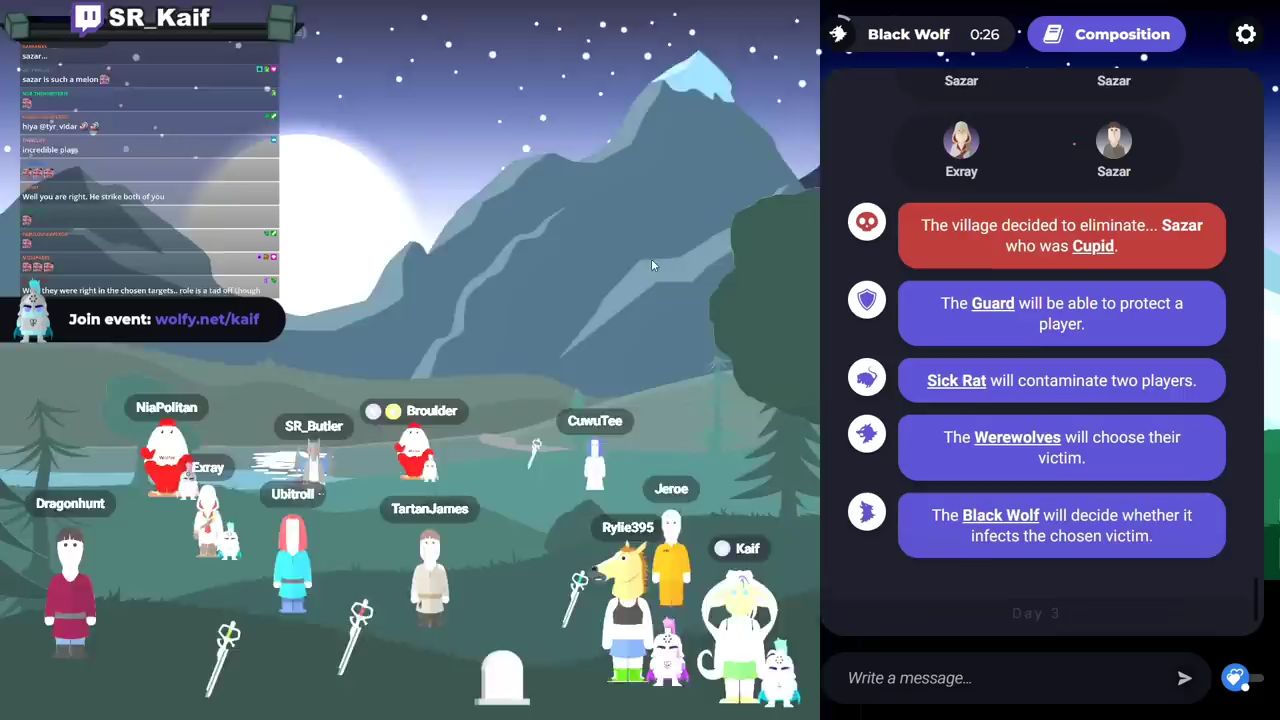 SR_Kaif
sazar...
sazar is such a melon
hiya @tyr_vidar
incredible plays
Well you are right. He strike both of you
they were right in the chosen targets.. role is a tad off though
Join event: wolfy.net/kaif
NiaPolitan
SR_Butler
Broulder
CuwuTee
Exray
Ubitroll
Dragonhunt
TartanJames
Jeroe
Rylie395
Kaif
Black Wolf 0:26
Composition
Sazar Sazar
Exray Sazar
The village decided to eliminate... Sazar
who was Cupid.
The Guard will be able to protect a
player.
Sick Rat will contaminate two players.
The Werewolves will choose their
victim.
The Black Wolf will decide whether it
infects the chosen victim.
Day 3
Write a message...